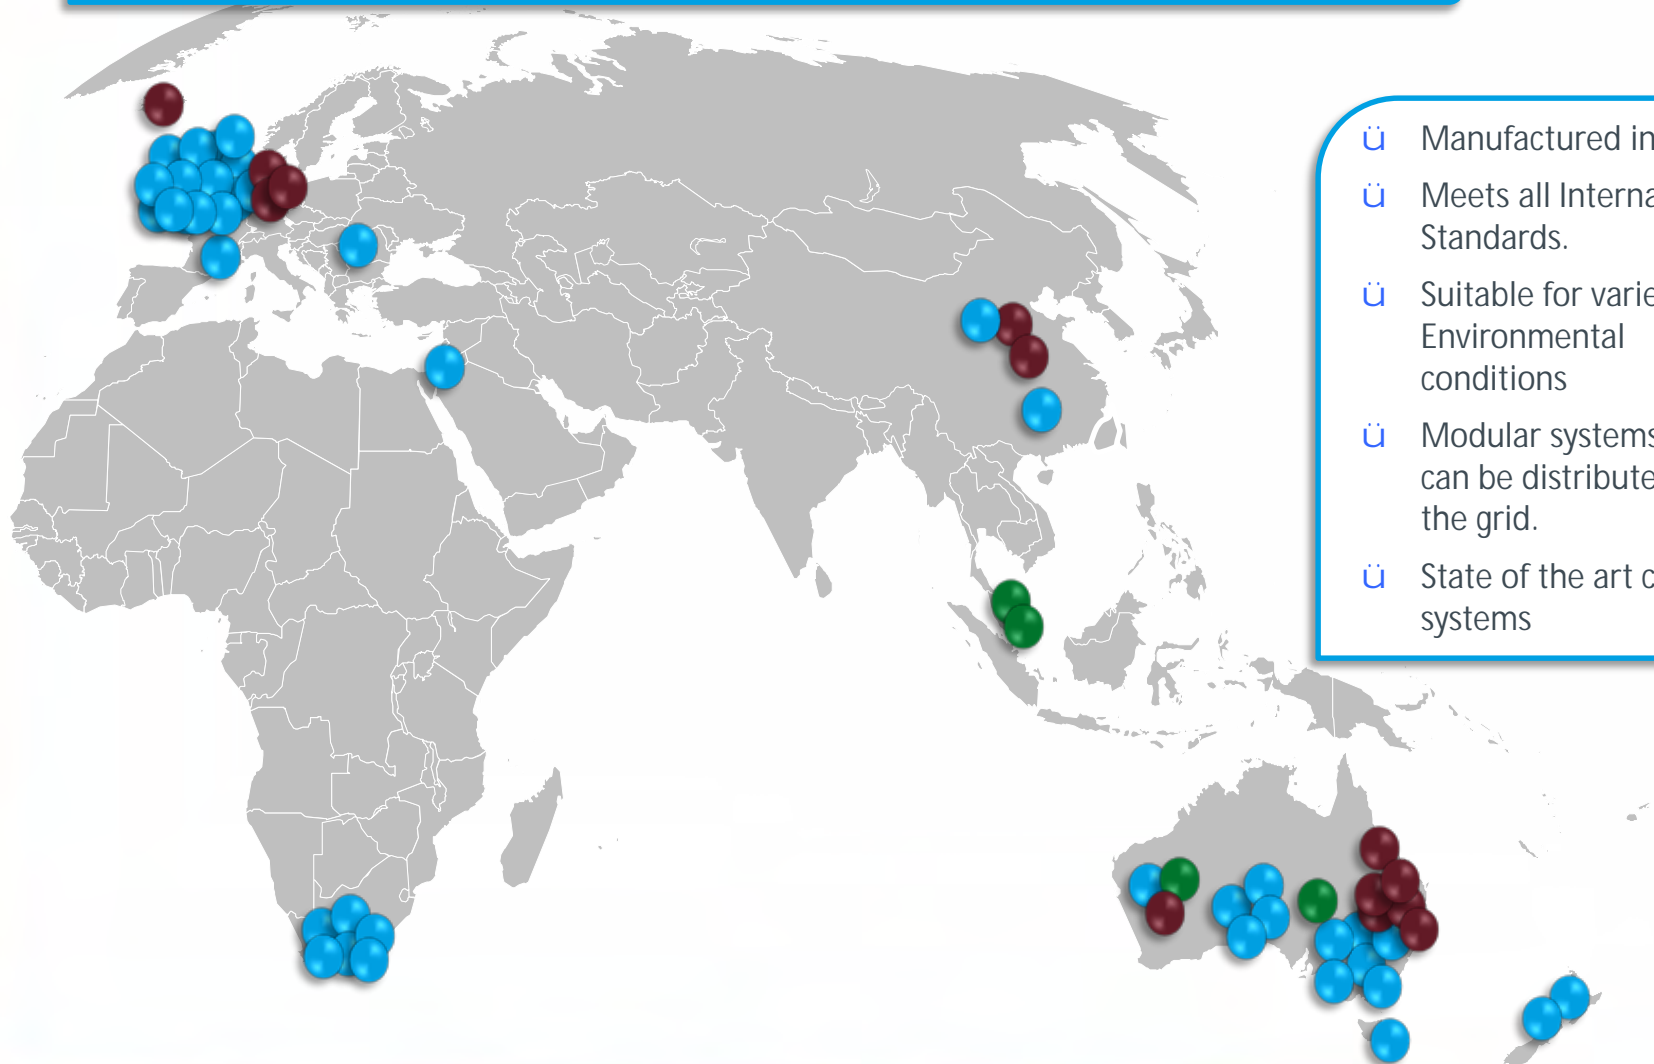 ü Manufactured in
ü Meets all Interna
Standards.
ü Suitable for varie
Environmental
conditions
ü Modular systems
can be distribute
the grid.
ü State of the art c
systems